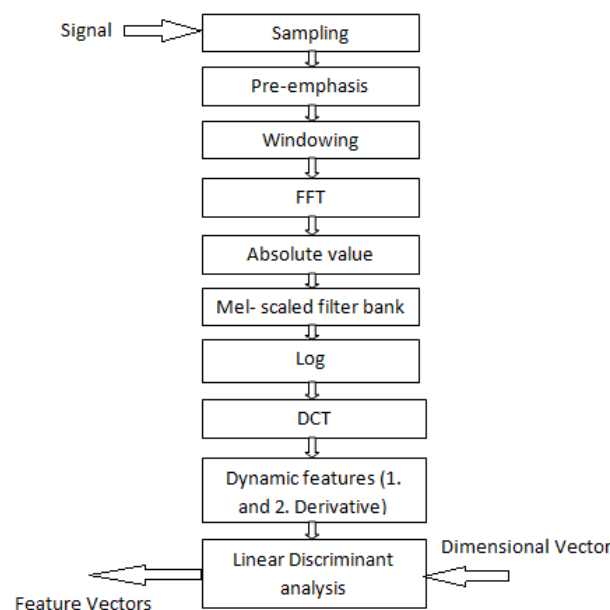 Signal
Sampling
Pre-emphasis
Windowing
FFT
Absolute value
Mel- scaled filter bank
Log
DCT
Dynamic features (1.
and 2. Derivative)
Linear Discriminant
analysis
Dimensional Vector
Feature Vectors